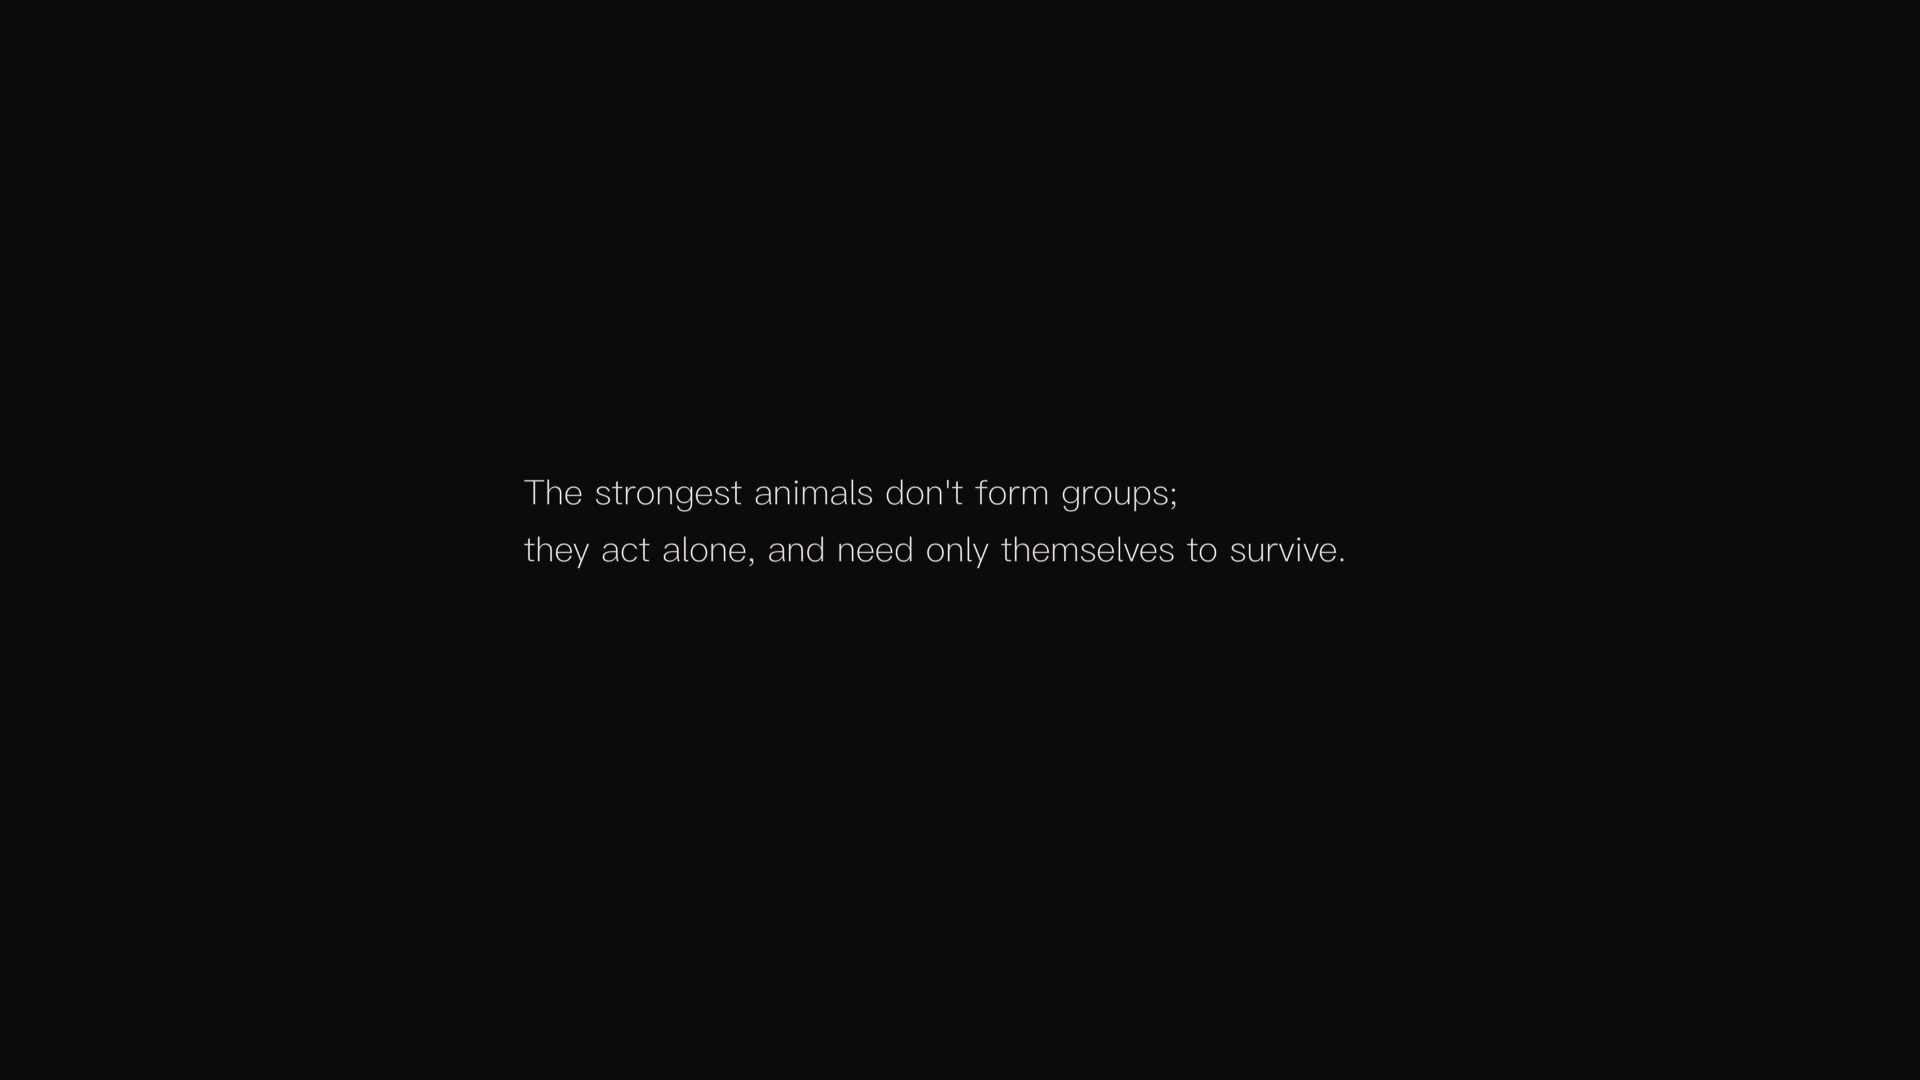 The strongest animals don't form groups;
they act alone, and need only themselves to survive.